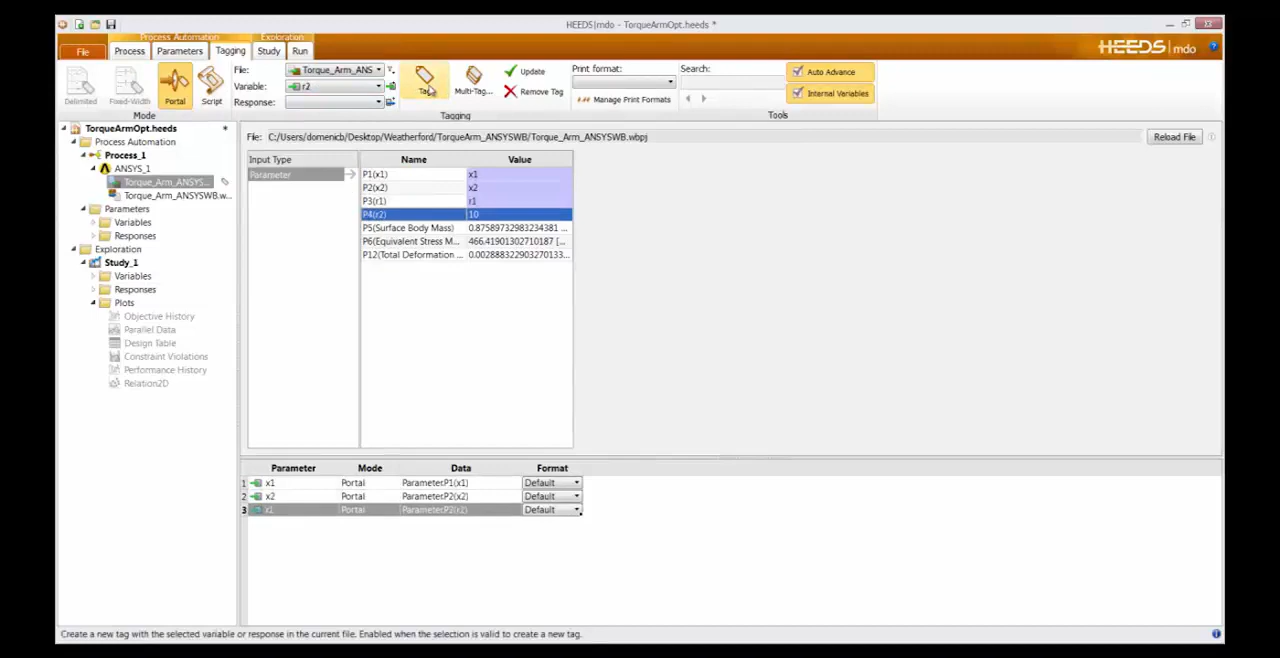 HEEDS|mdo - TorqueArmOpt.heeds *
Process Automation
Exploration
File
Process
Parameters
Tagging
Study
Run
HEEDS | mdo
Delimited
Fixed-Width
Portal
Script
Mode
File:
Torque_Arm_ANS
Variable:
r2
Response:
Tag
Multi-Tag...
Update
Remove Tag
Tagging
Print format:
Manage Print Formats
Search:
Auto Advance
Internal Variables
Tools
TorqueArmOpt.heeds *
Process Automation
Process_1
ANSYS_1
Torque_Arm_ANSYS...
Torque_Arm_ANSYSWB.w...
Parameters
Variables
Responses
Exploration
Study_1
Variables
Responses
Plots
Objective History
Parallel Data
Design Table
Constraint Violations
Performance History
Relation2D
File: C:/Users/domenicb/Desktop/Weatherford/TorqueArm_ANSYSWB/Torque_Arm_ANSYSWB.wbpj
Reload File
Input Type
Parameter
Name Value
P1(x1) x1
P2(x2) x2
P3(r1) r1
P4(r2) 10
P5(Surface Body Mass) 0.87589732983234381 ...
P6(Equivalent Stress M... 466.41901302710187 [...
P12(Total Deformation ... 0.002888322903270133...
Parameter Mode Data Format
1 x1 Portal Parameter.P1(x1) Default
2 x2 Portal Parameter.P2(x2) Default
3 Portal Default
Create a new tag with the selected variable or response in the current file. Enabled when the selection is valid to create a new tag.